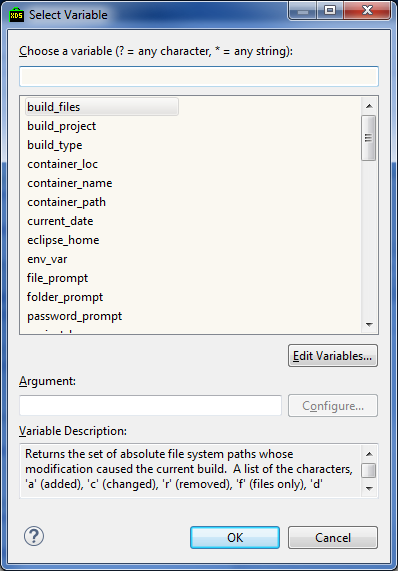 XDS Select Variable
Choose a variable (? = any character, * = any string):
build_files
build_project
build_type
container_loc
container_name
container_path
current_date
eclipse_home
env_var
file_prompt
folder_prompt
password_prompt
Edit Variables...
Argument:
Configure...
Variable Description:
Returns the set of absolute file system paths whose
modification caused the current build.  A list of the characters,
'a' (added), 'c' (changed), 'r' (removed), 'f' (files only), 'd'
?
OK
Cancel